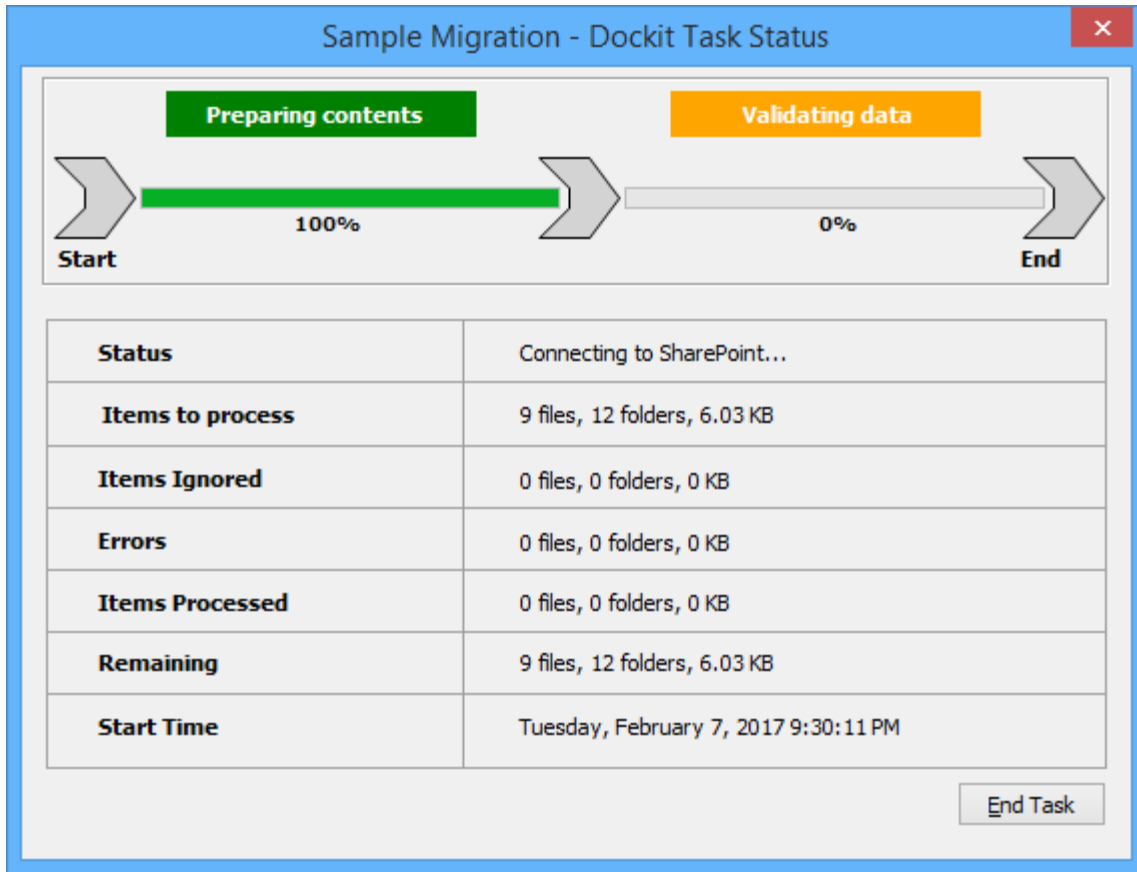 Sample Migration - Dockit Task Status
Preparing contents
Validating data
100%
0%
Start
End
Status
Connecting to SharePoint...
Items to process
9 files, 12 folders, 6.03 KB
Items Ignored
0 files, 0 folders, 0 KB
Errors
0 files, 0 folders, 0 KB
Items Processed
0 files, 0 folders, 0 KB
Remaining
9 files, 12 folders, 6.03 KB
Start Time
Tuesday, February 7, 2017 9:30:11 PM
End Task